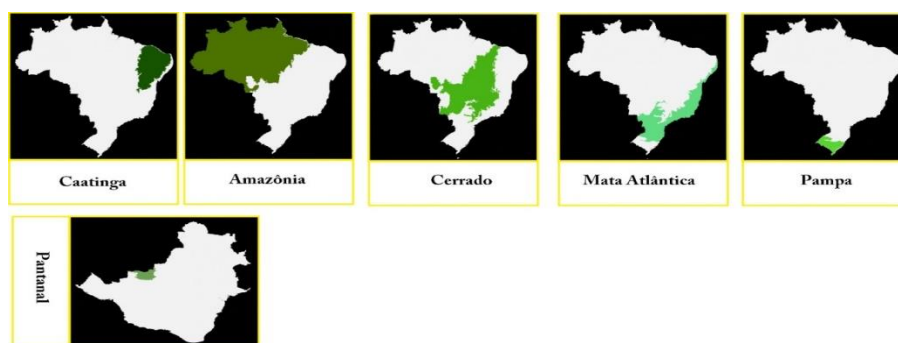 Caatinga
Amazônia
Cerrado
Mata Atlântica
Pampa
Pantanal